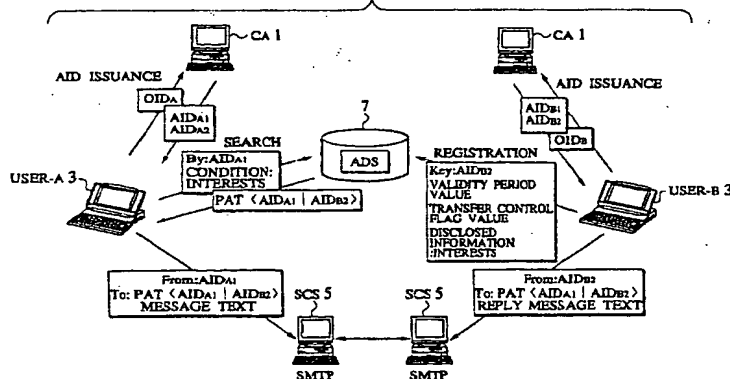 CA 1
CA 1
AID ISSUANCE
AID ISSUANCE
OIDA
AIDA1
AIDA2
AIDB1
AIDB2
OIDB
7
ADS
SEARCH
By:AIDA1
CONDITION:
INTERESTS
PAT <AIDA1 | AIDB2>
REGISTRATION
Key:AIDB2
VALIDITY PERIOD
VALUE
TRANSFER CONTROL
FLAG VALUE
DISCLOSED
INFORMATION
:INTERESTS
USER-A 3
USER-B 3
From:AIDA1
To: PAT <AIDA1 | AIDB2>
MESSAGE TEXT
From:AIDB2
To: PAT <AIDA1 | AIDB2>
REPLY MESSAGE TEXT
SCS 5
SCS 5
SMTP
SMTP